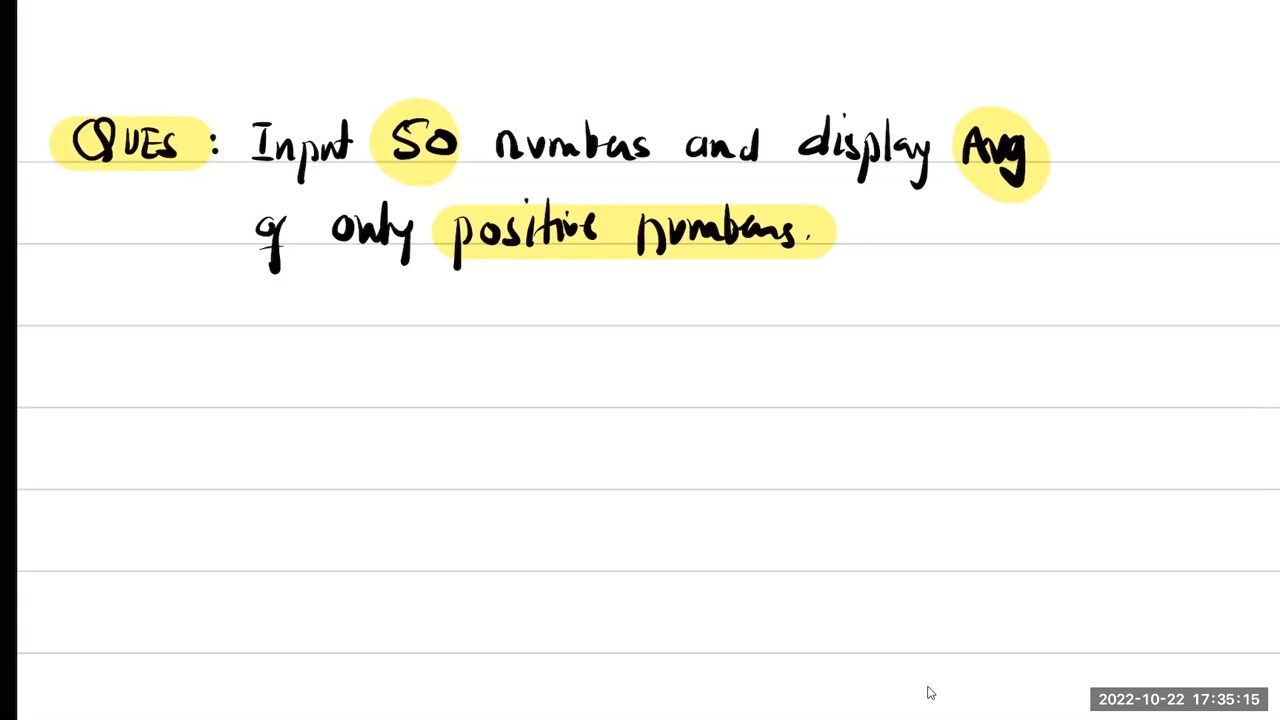 QUES : Input 50 numbers and display Avg
of only positive numbers.
2022-10-22 17:35:15